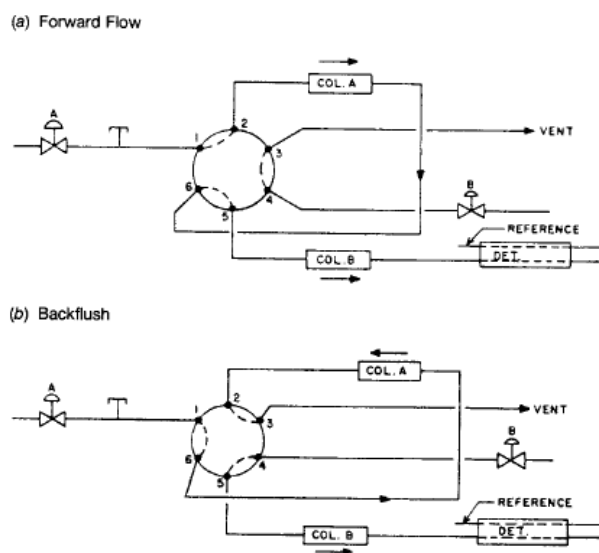 (a) Forward Flow
COL. A
A
2
1
3
VENT
6
4
B
5
REFERENCE
DET.
COL. B
(b) Backflush
COL. A
A
2
1
3
VENT
B
6
4
5
REFERENCE
COL. B
DET.